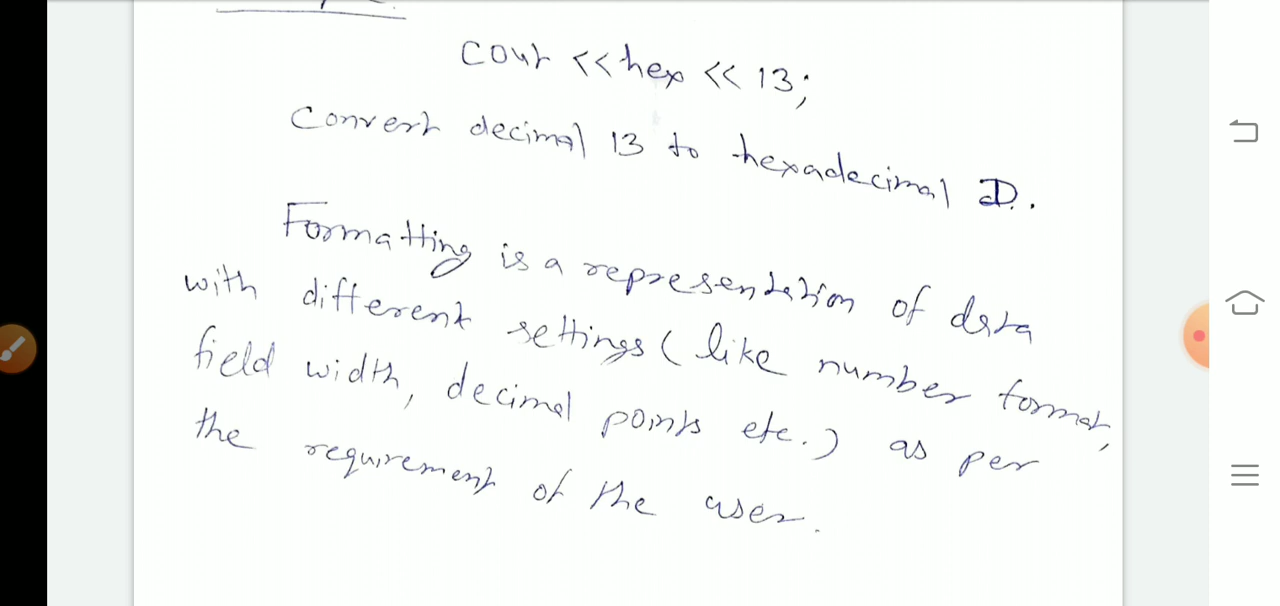 cout << hex << 13;
Convert decimal 13 to hexadecimal D.
Formatting is a representation of data
with different settings (like number format,
field width, decimal points etc.) as per
the requirement of the user.